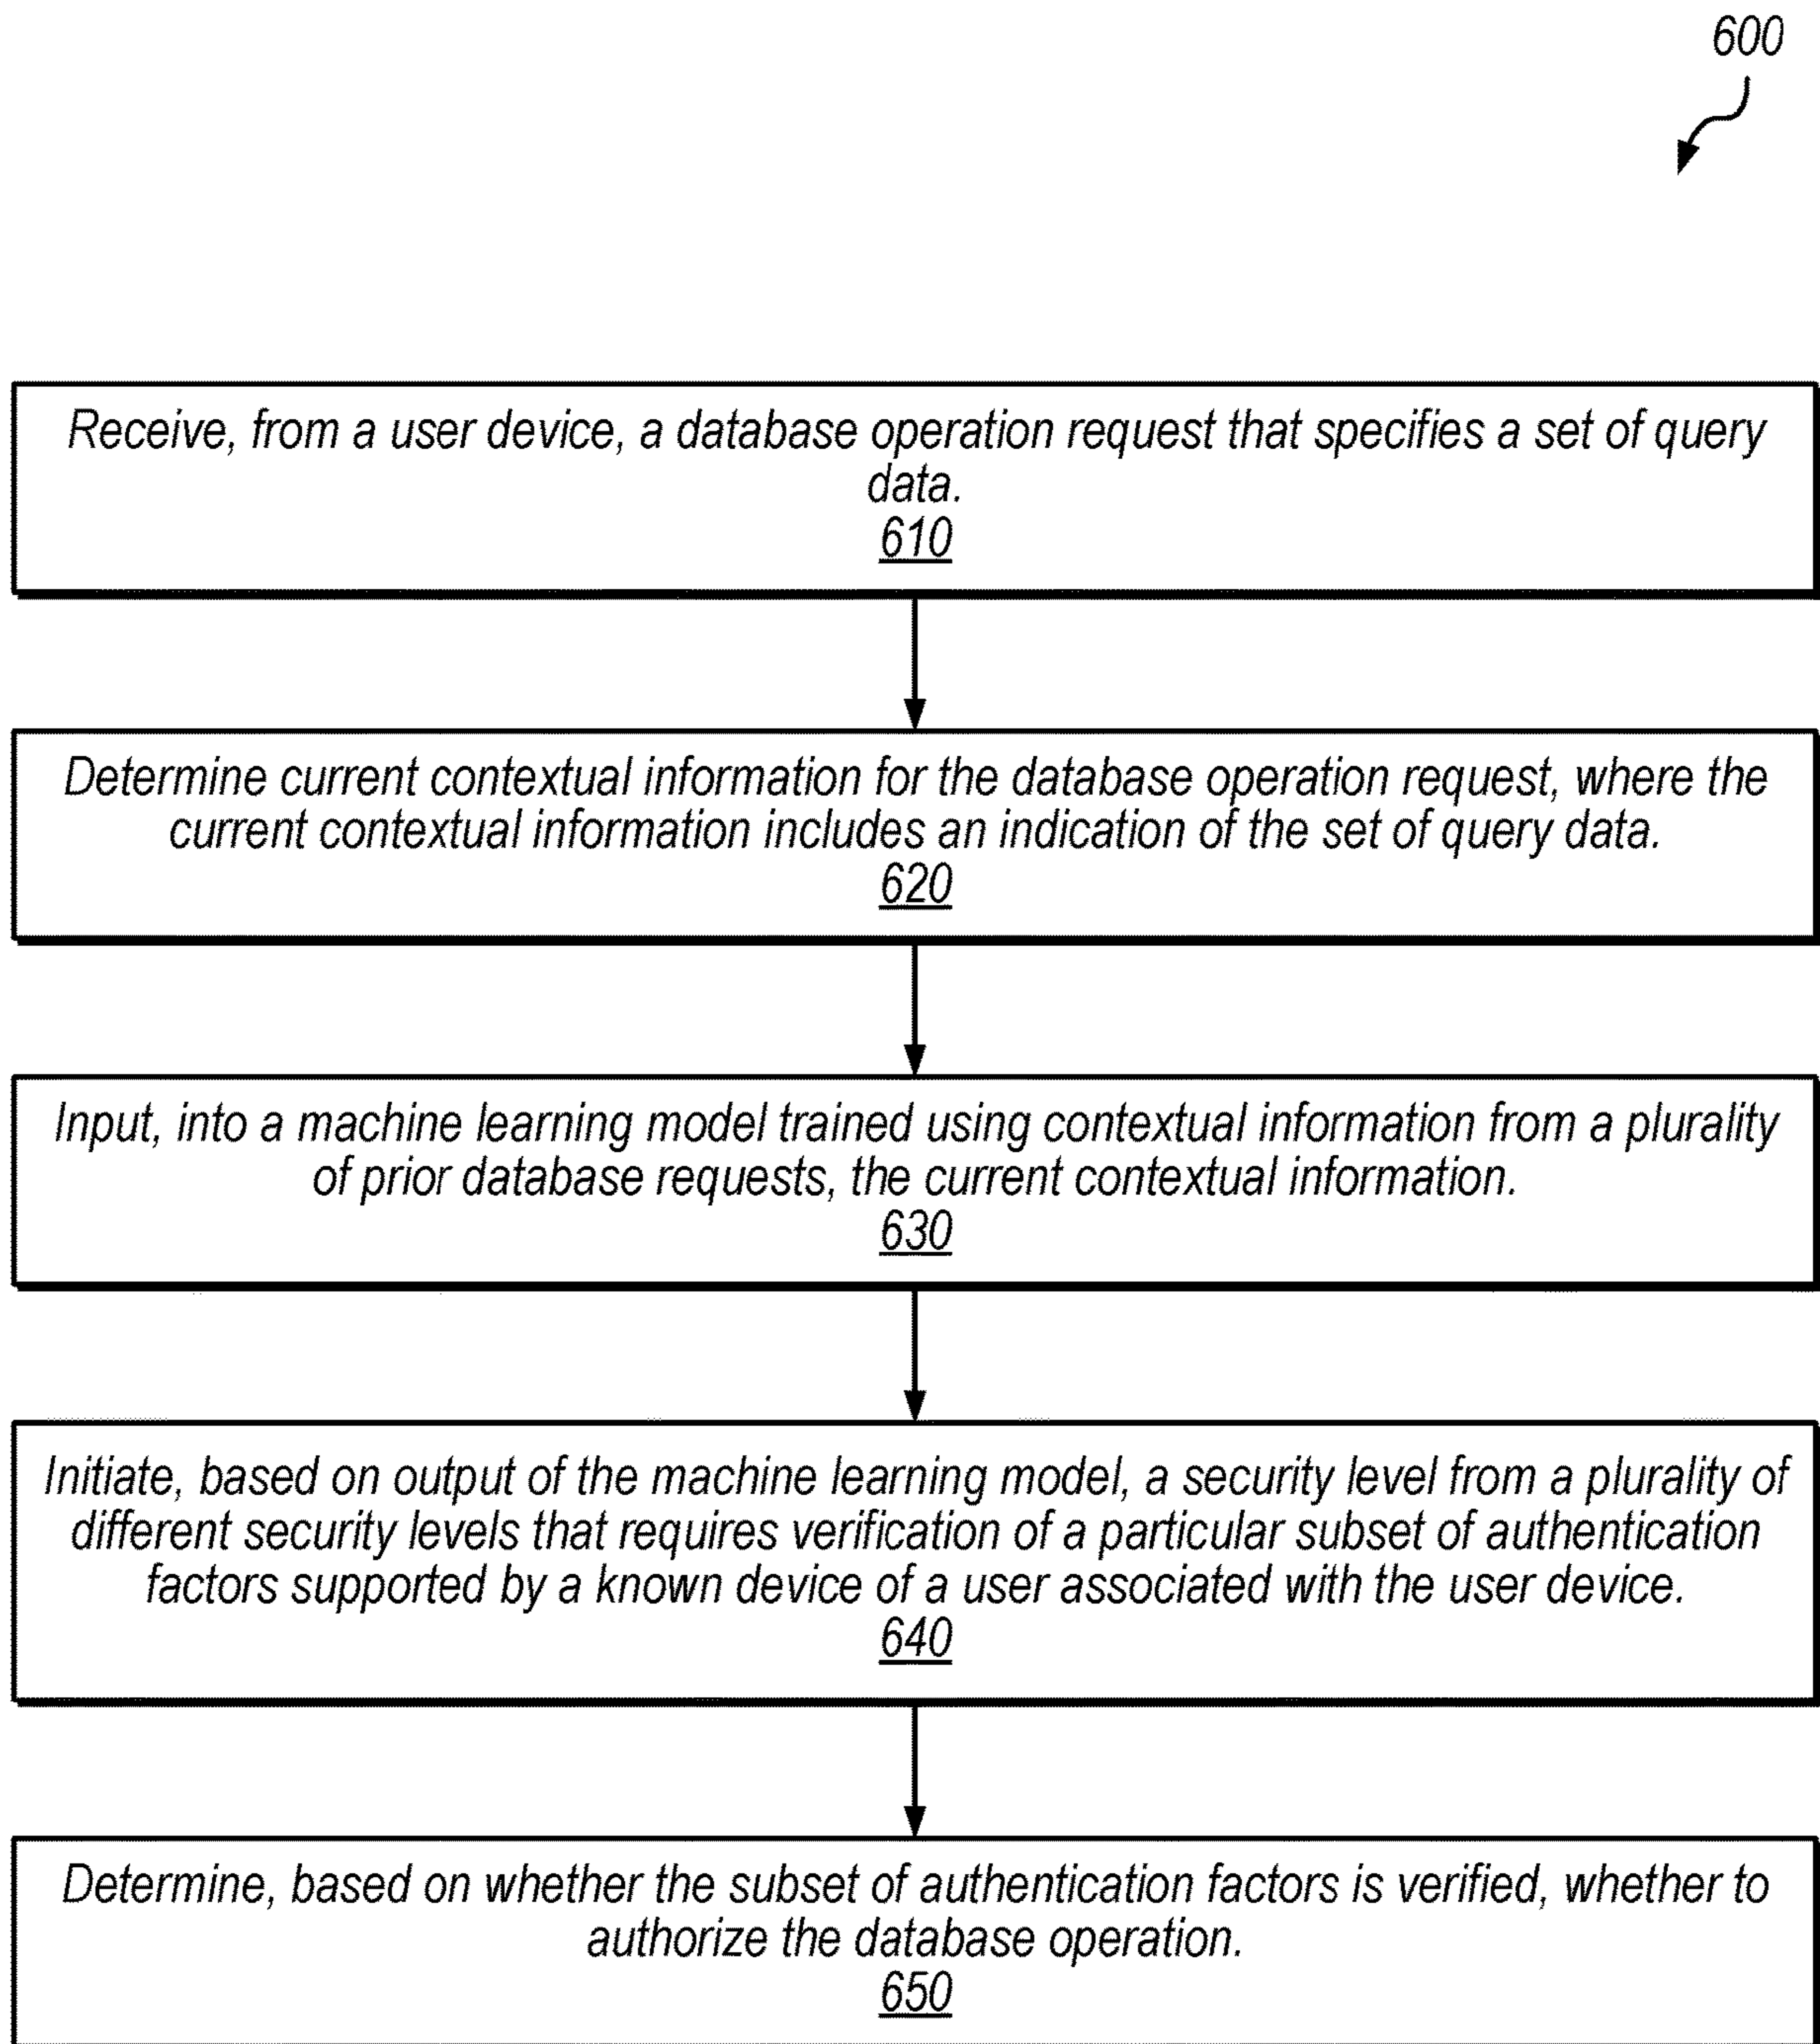 600
Receive, from a user device, a database operation request that specifies a set of query
data.
610
Determine current contextual information for the database operation request, where the
current contextual information includes an indication of the set of query data.
620
Input, into a machine learning model trained using contextual information from a plurality
of prior database requests, the current contextual information.
630
Initiate, based on output of the machine learning model, a security level from a plurality of
different security levels that requires verification of a particular subset of authentication
factors supported by a known device of a user associated with the user device.
640
Determine, based on whether the subset of authentication factors is verified, whether to
authorize the database operation.
650